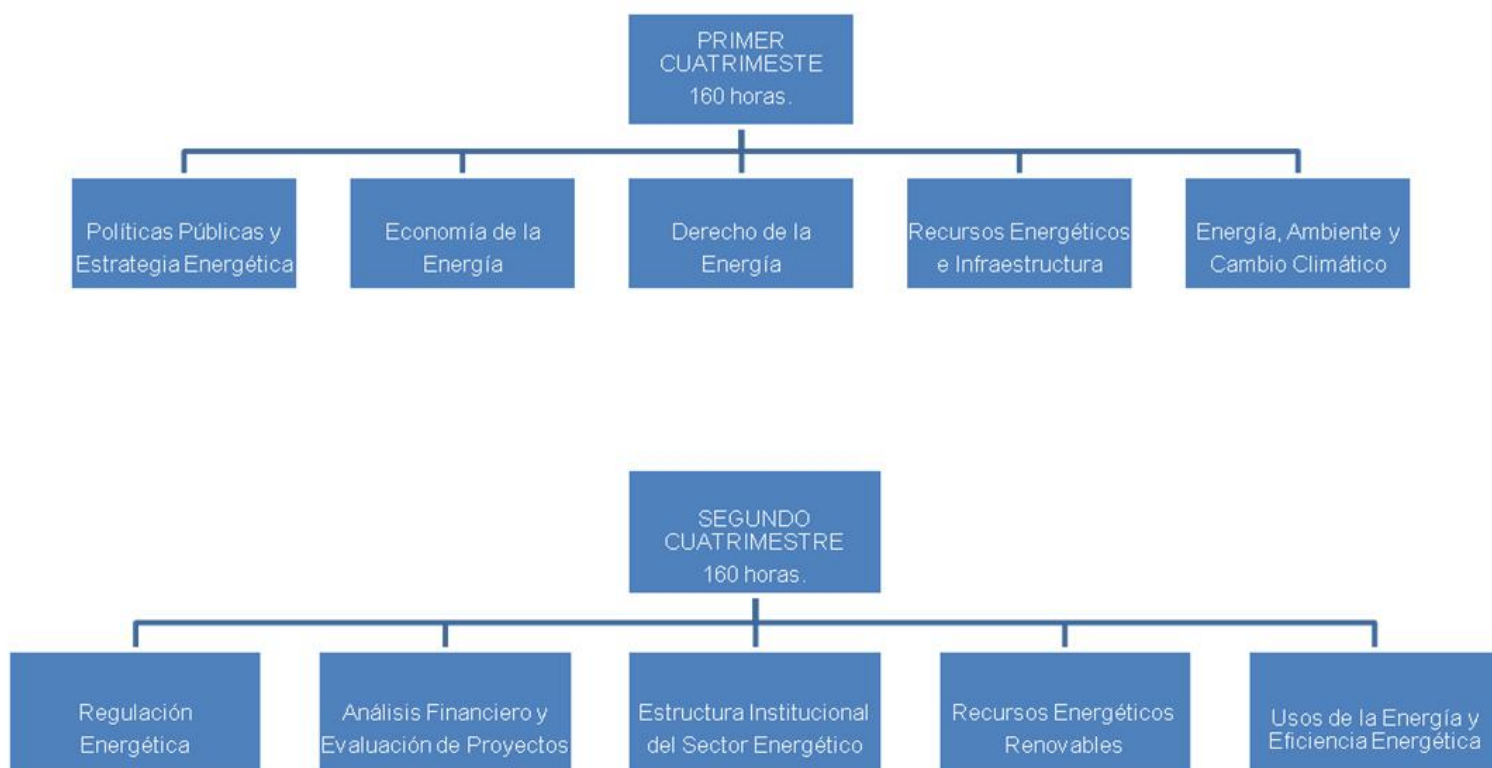 PRIMER
CUATRIMESTE
160 horas.
Políticas Públicas y
Estrategia Energética
Economía de la
Energía
Derecho de la
Energía
Recursos Energéticos
e Infraestructura
Energía, Ambiente y
Cambio Climático
SEGUNDO
CUATRIMESTRE
160 horas.
Regulación
Energética
Análisis Financiero y
Evaluación de Proyectos
Estructura Institucional
del Sector Energético
Recursos Energéticos
Renovables
Usos de la Energía y
Eficiencia Energética